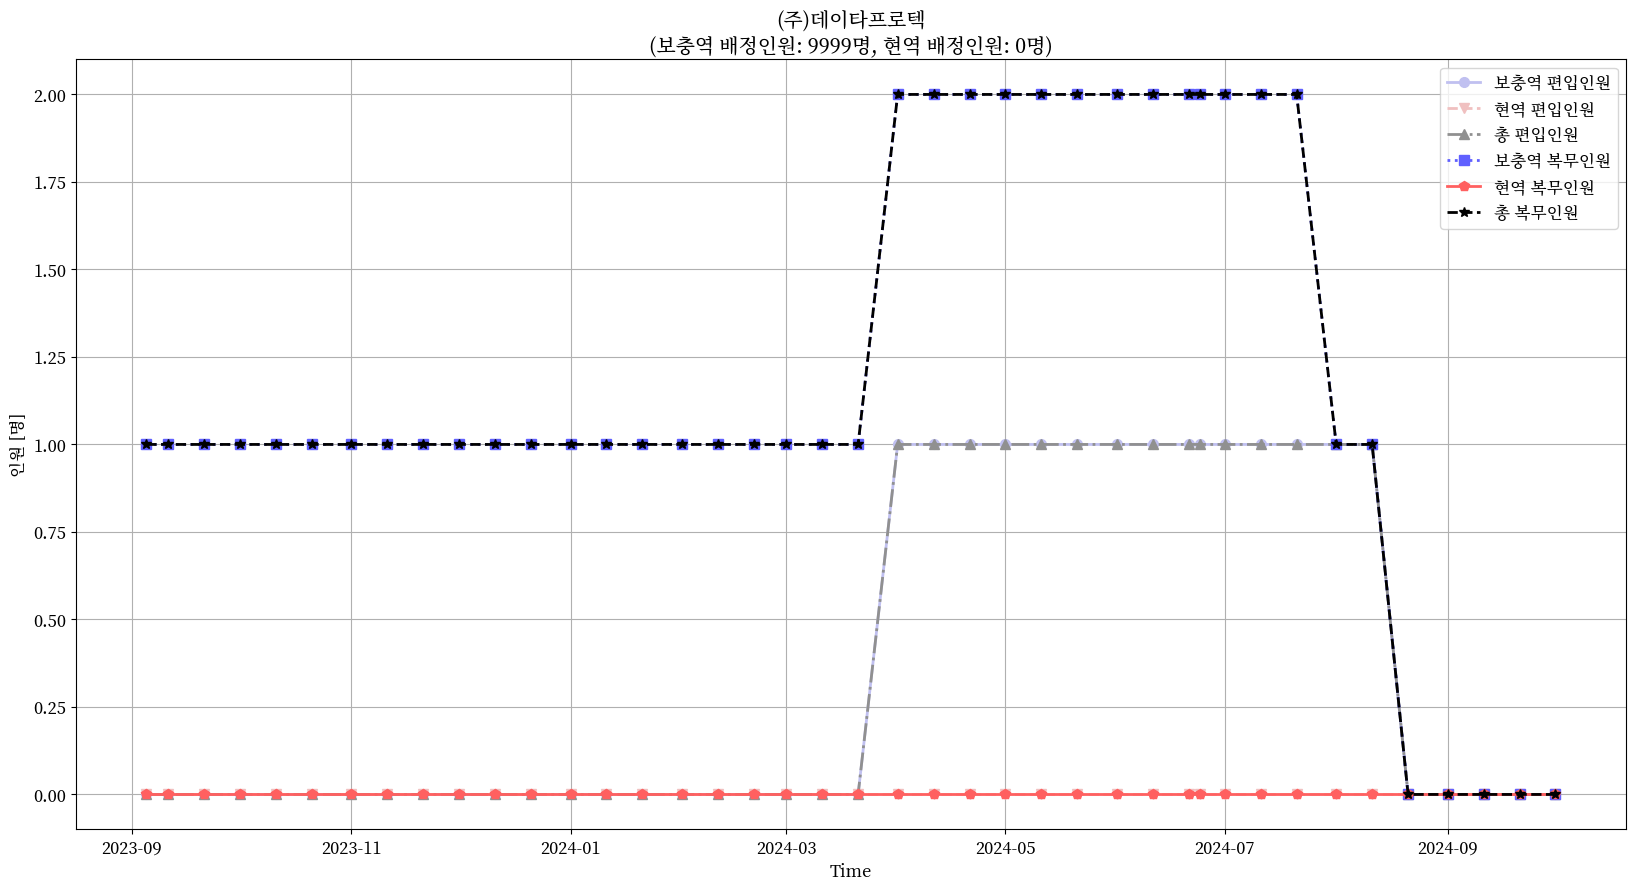 (주)데이타프로텍
(보충역 배정인원: 9999명, 현역 배정인원: 0명)
보충역 편입인원
현역 편입인원
총 편입인원
보충역 복무인원
현역 복무인원
총 복무인원
인원 [명]
2.00
1.75
1.50
1.25
1.00
0.75
0.50
0.25
0.00
2023-09 2023-11 2024-01 2024-03 2024-05 2024-07 2024-09
Time